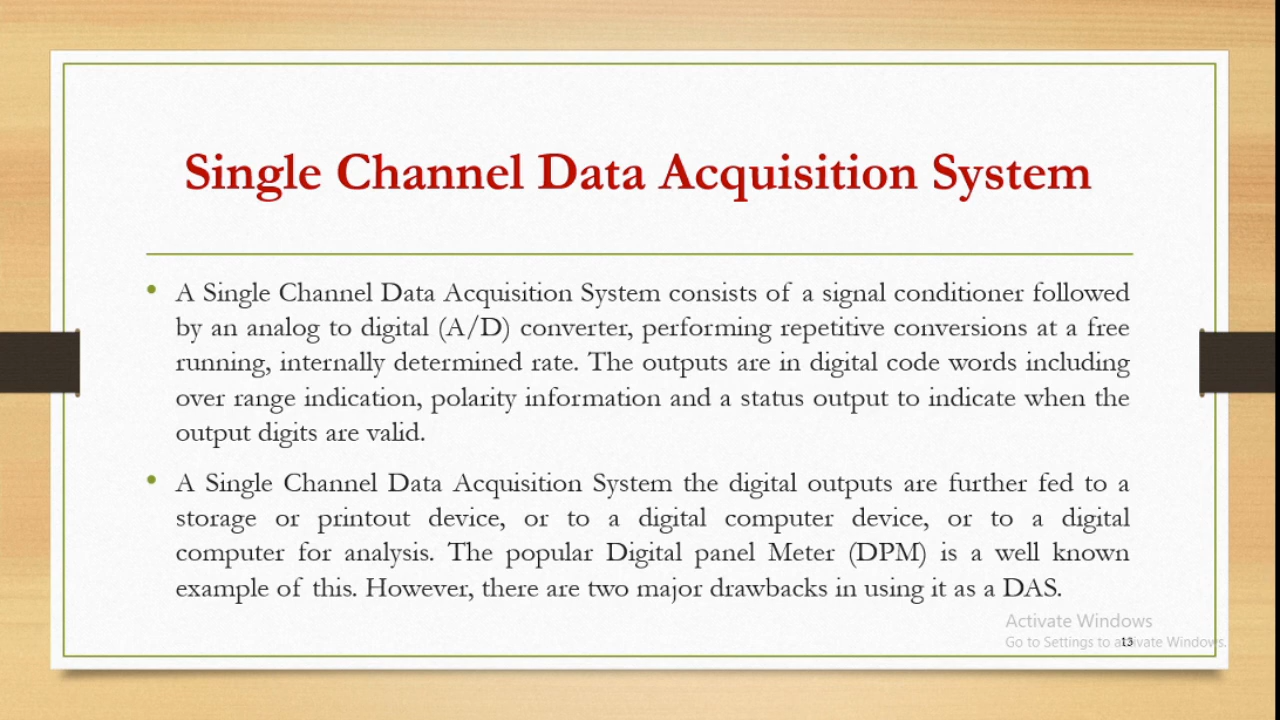 Single Channel Data Acquisition System
• A Single Channel Data Acquisition System consists of a signal conditioner followed
by an analog to digital (A/D) converter, performing repetitive conversions at a free
running, internally determined rate. The outputs are in digital code words including
over range indication, polarity information and a status output to indicate when the
output digits are valid.
• A Single Channel Data Acquisition System the digital outputs are further fed to a
storage or printout device, or to a digital computer device, or to a digital
computer for analysis. The popular Digital panel Meter (DPM) is a well known
example of this. However, there are two major drawbacks in using it as a DAS.
Activate Windows
Go to Settings to activate Windows.
13